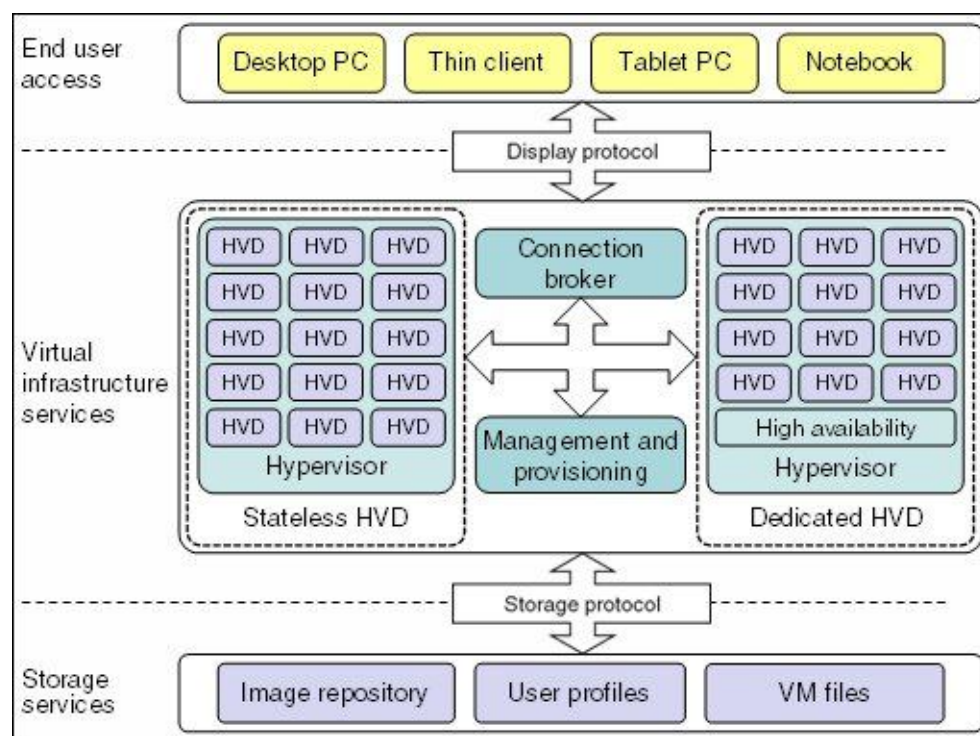 End user
access
Desktop PC
Thin client
Tablet PC
Notebook
Display protocol
Virtual
infrastructure
services
HVD HVD HVD
HVD HVD HVD
HVD HVD HVD
HVD HVD HVD
HVD HVD HVD
Hypervisor
Stateless HVD
Connection
broker
Management and
provisioning
HVD HVD HVD
HVD HVD HVD
HVD HVD HVD
HVD HVD HVD
High availability
Hypervisor
Dedicated HVD
Storage protocol
Storage
services
Image repository
User profiles
VM files